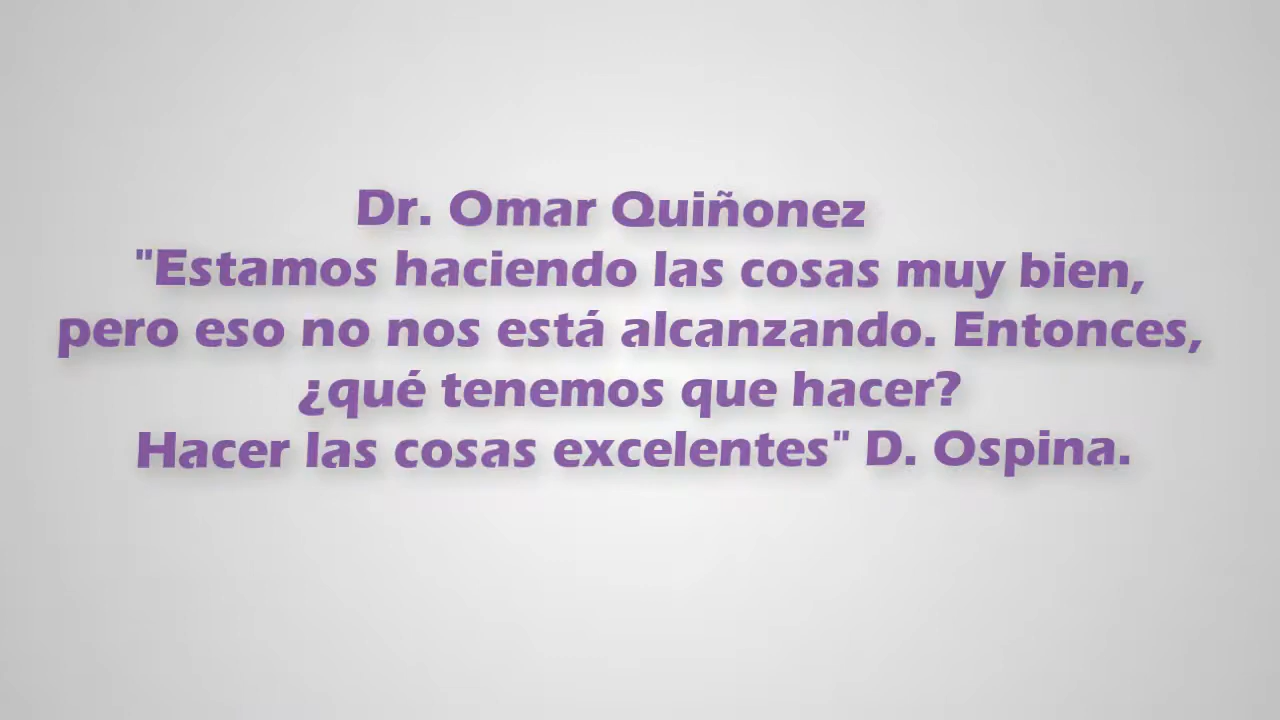 Dr. Omar Quiñonez
"Estamos haciendo las cosas muy bien,
pero eso no nos está alcanzando. Entonces,
¿qué tenemos que hacer?
Hacer las cosas excelentes" D. Ospina.